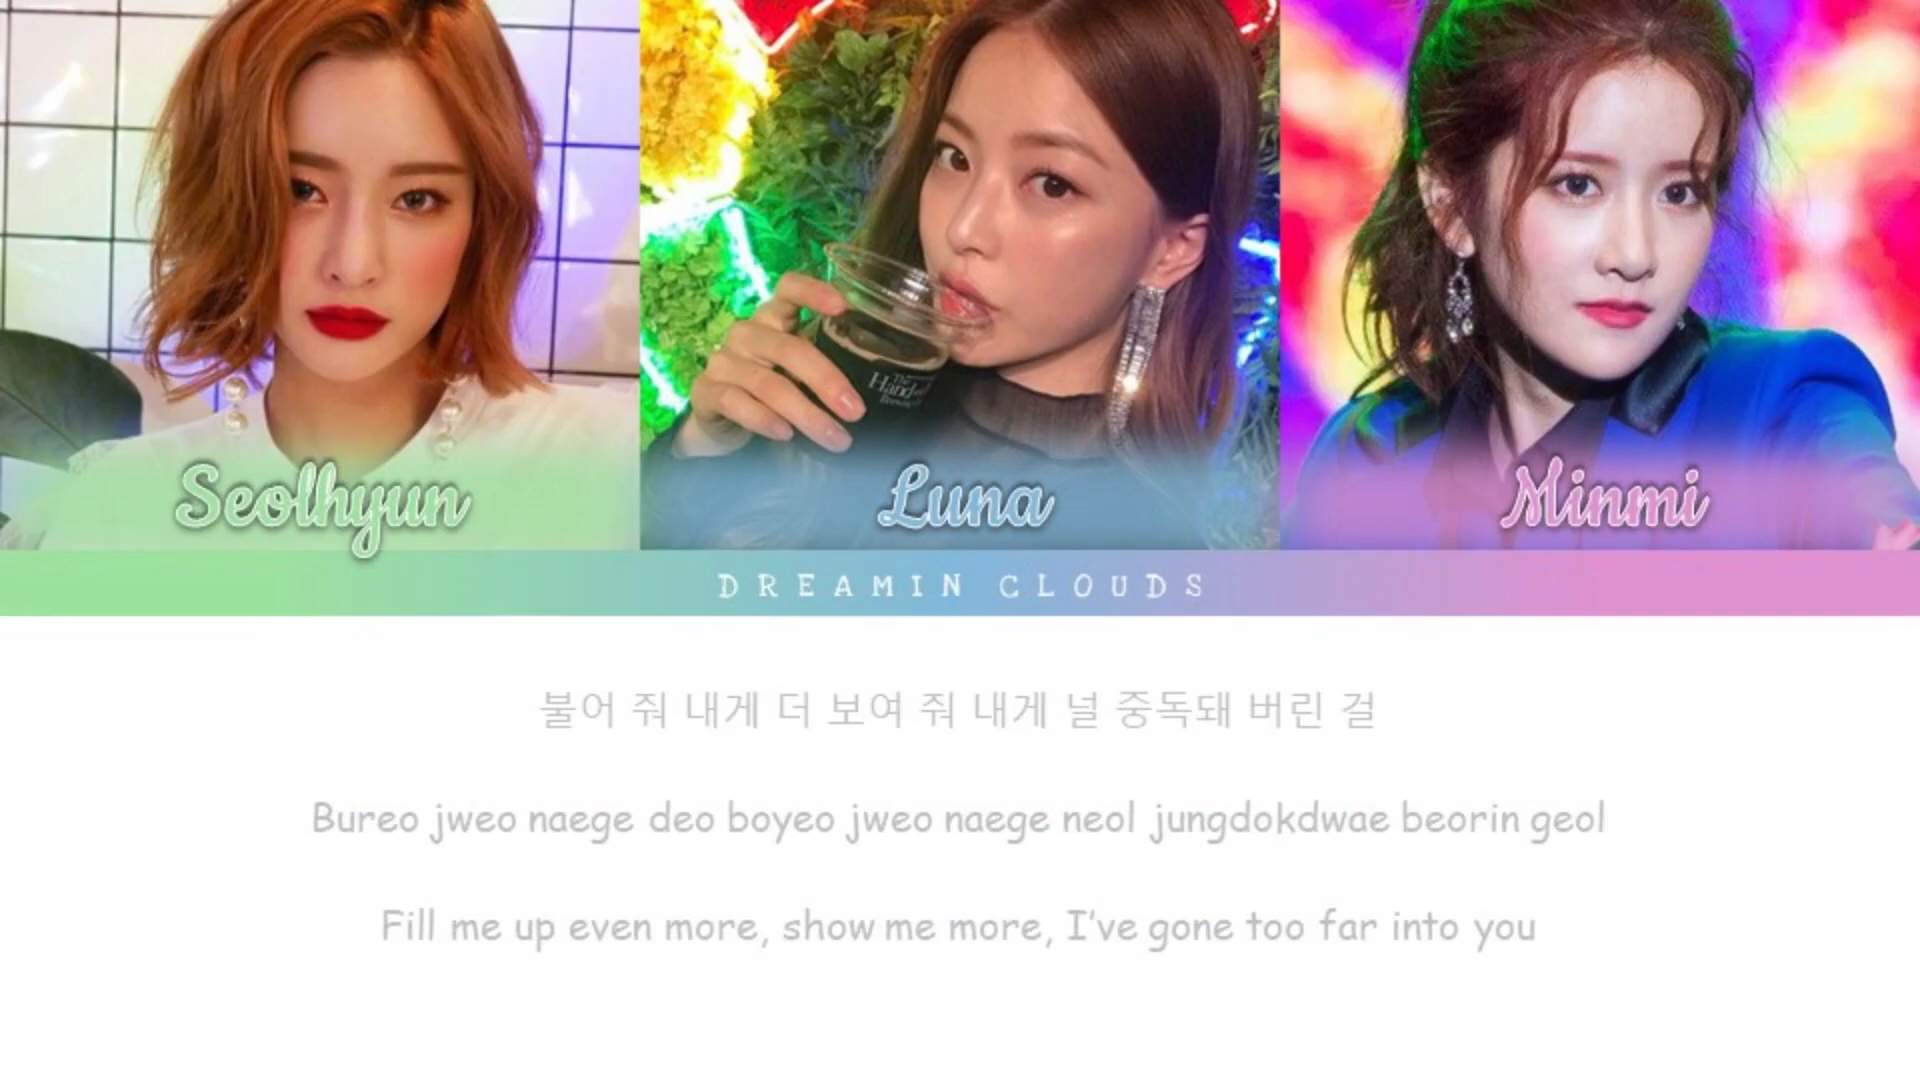 The
Hand
Seolhyun
Luna
Minmi
DREAMIN CLOUDS
불어 줘 내게 더 보여 줘 내게 널 중독돼 버린 걸
Bureo jweo naege deo boyeo jweo naege neol jungdokdwae beorin geol
Fill me up even more, show me more, I've gone too far into you